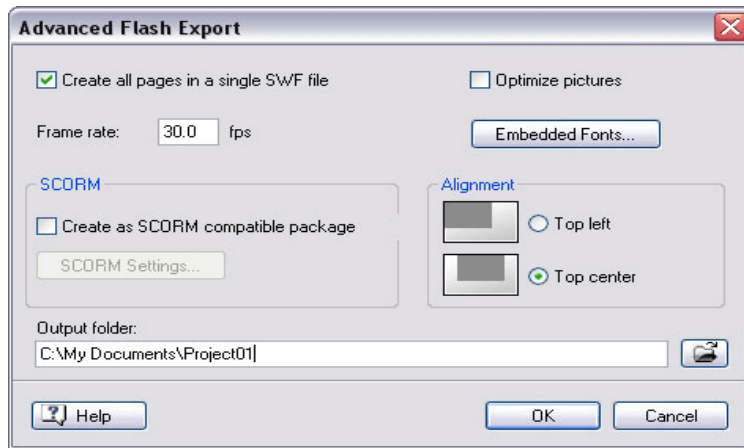 Advanced Flash Export
Create all pages in a single SWF file
Optimize pictures
Frame rate: 30.0 fps
Embedded Fonts...
SCORM
Create as SCORM compatible package
SCORM Settings...
Alignment
Top left
Top center
Output folder:
C:\My Documents\Project01
Help
OK
Cancel